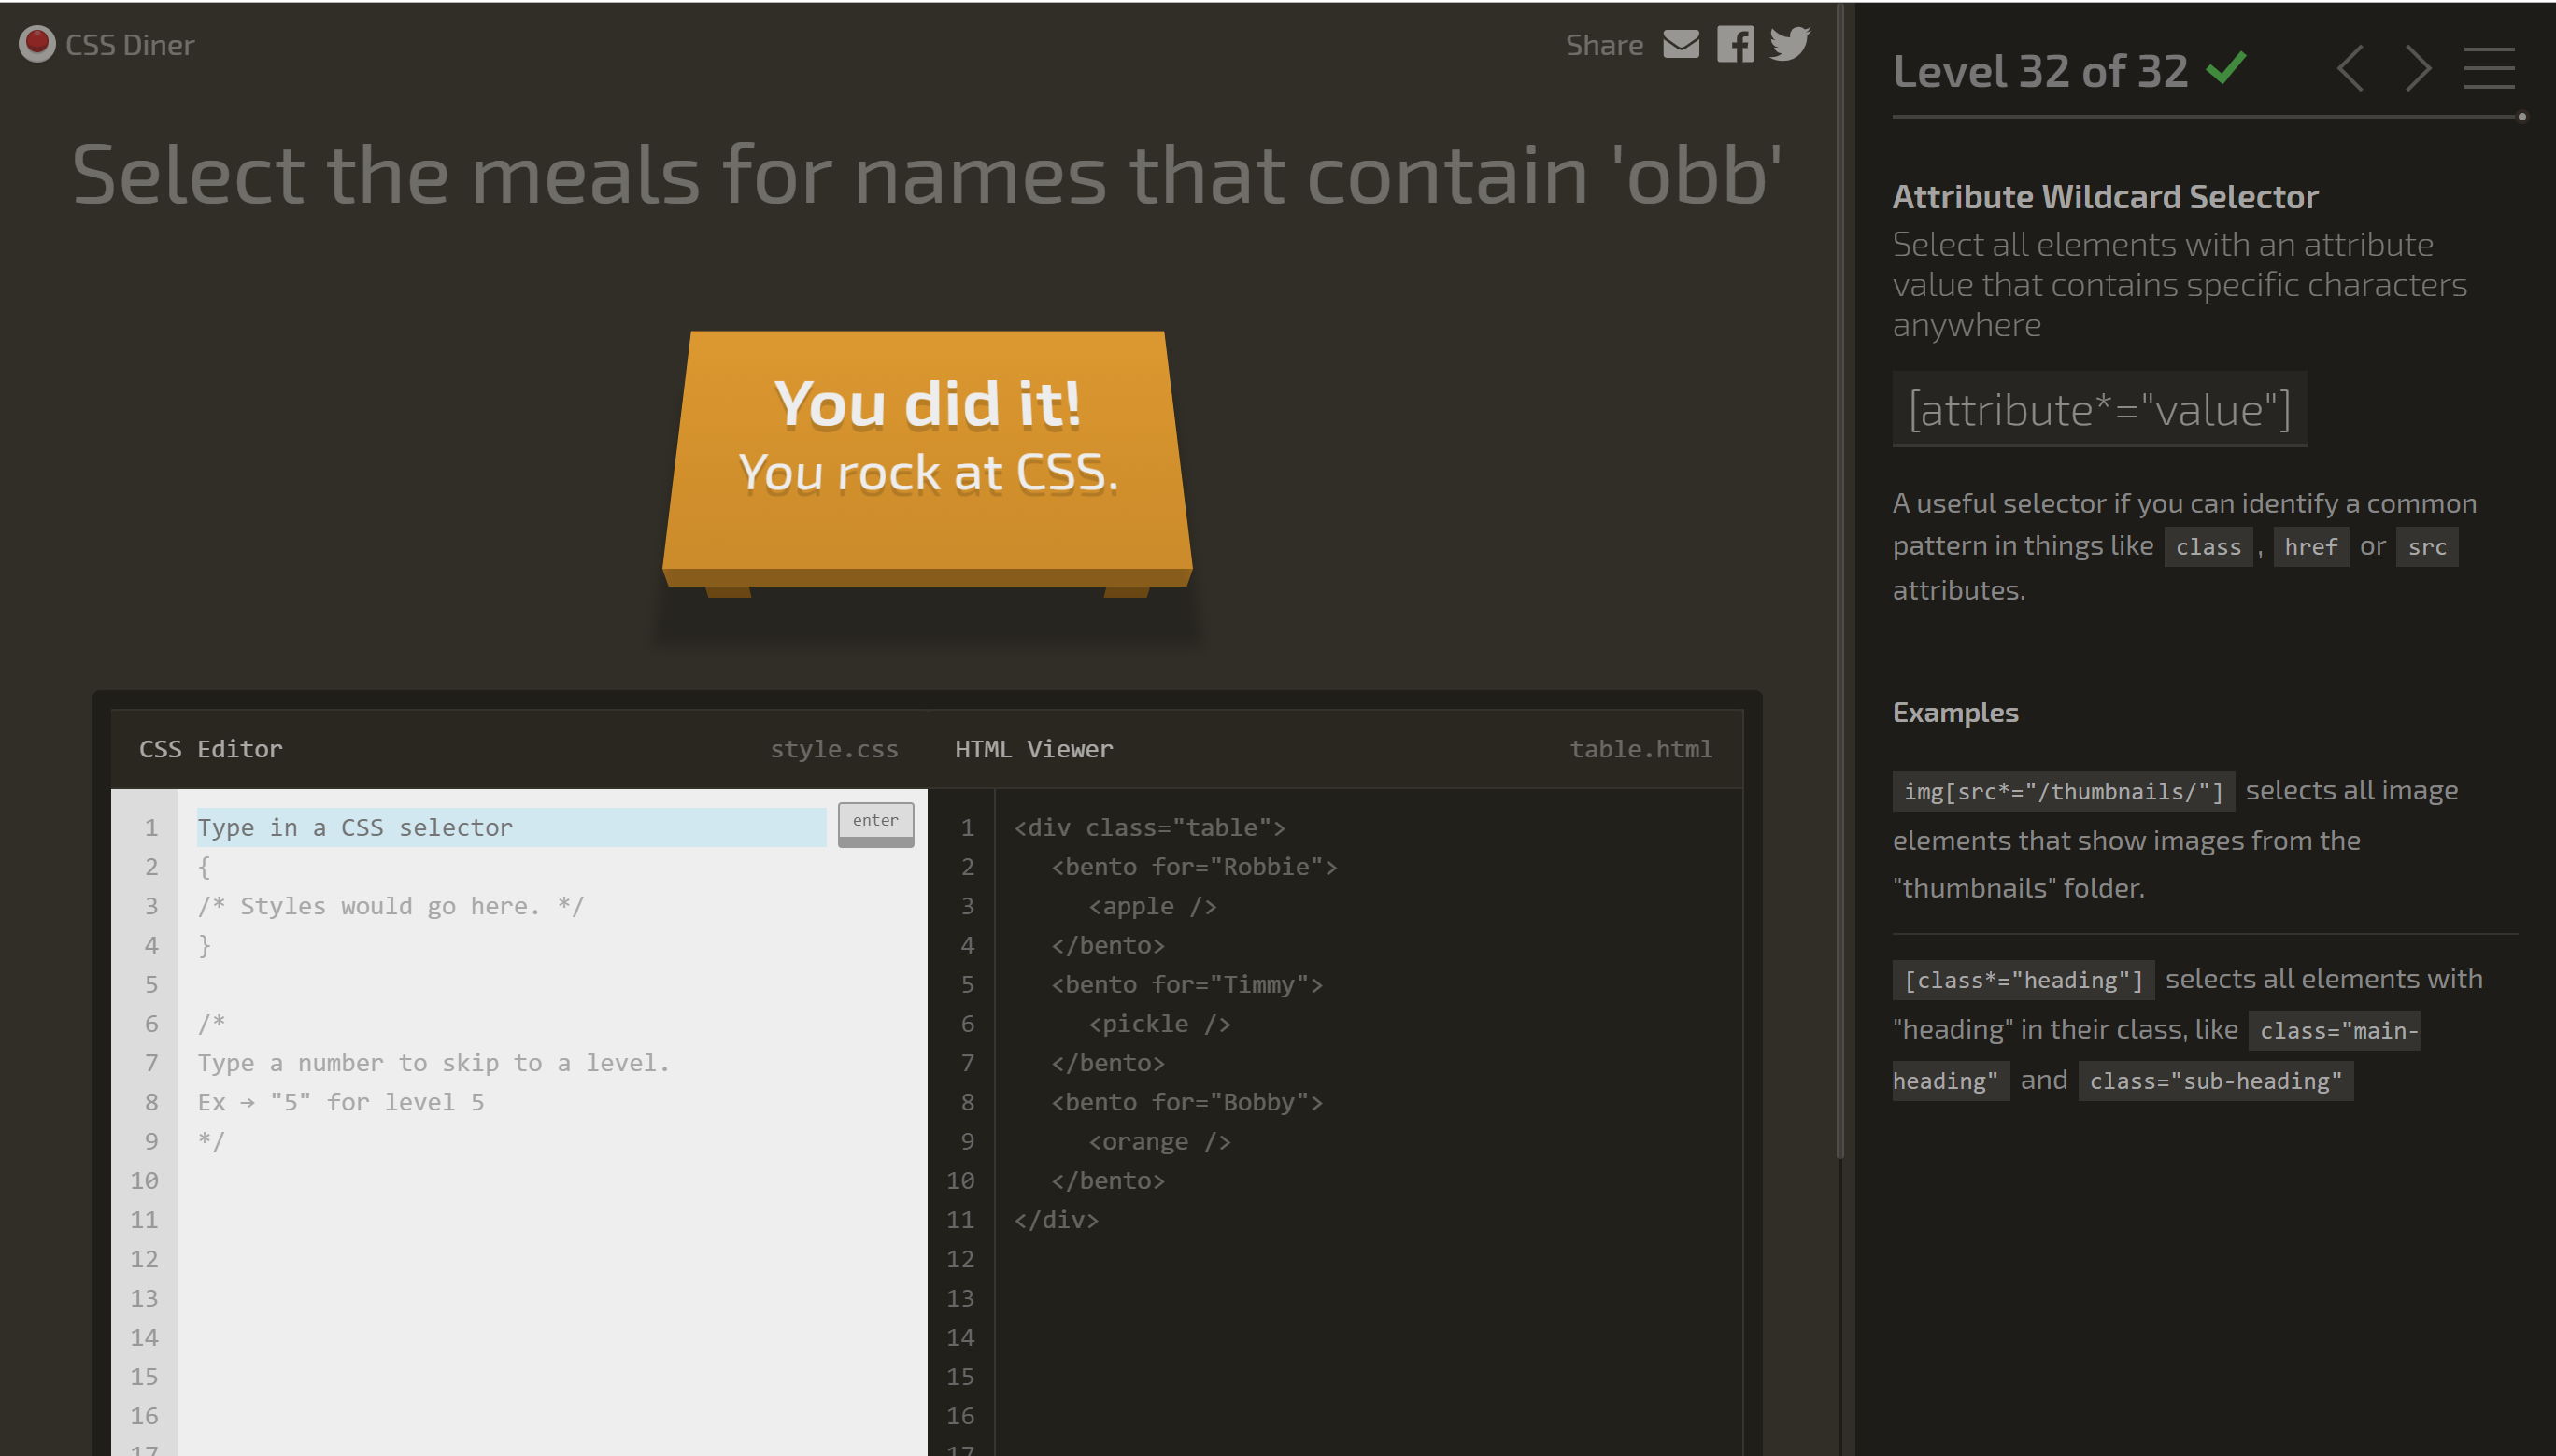 CSS Diner
Share
Select the meals for names that contain 'obb'
You did it!
You rock at CSS.
CSS Editor
style.css
1 Type in a CSS selector
enter
2 {
3 /* Styles would go here. */
4 }
5
6 /*
7 Type a number to skip to a level.
8 Ex → "5" for level 5
9 */
10
11
12
13
14
15
16
17
HTML Viewer
table.html
1 <div class="table">
2 <bento for="Robbie">
3 <apple />
4 </bento>
5 <bento for="Timmy">
6 <pickle />
7 </bento>
8 <bento for="Bobby">
9 <orange />
10 </bento>
11 </div>
12
13
14
15
16
17
Level 32 of 32
Attribute Wildcard Selector
Select all elements with an attribute
value that contains specific characters
anywhere
[attribute*="value"]
A useful selector if you can identify a common
pattern in things like class , href or src
attributes.
Examples
img[src*="/thumbnails/"] selects all image
elements that show images from the
"thumbnails" folder.
[class*="heading"] selects all elements with
"heading" in their class, like class="main-
heading" and class="sub-heading"